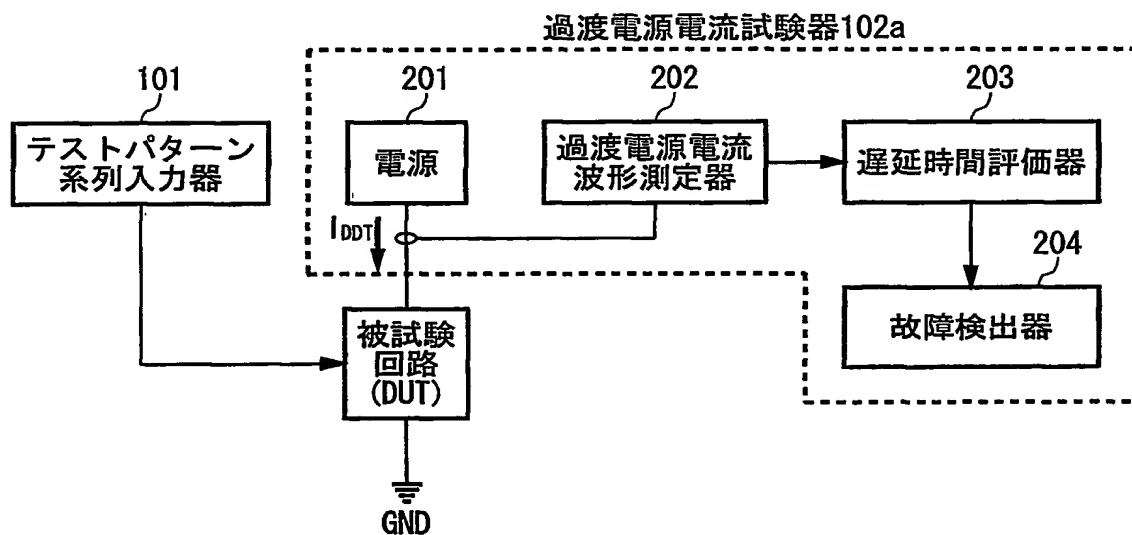 過渡電源電流試験器102a
101
201
202
203
テストパターン
系列入力器
電源
過渡電源電流
波形測定器
遅延時間評価器
IDDT
204
故障検出器
被試験
回路
(DUT)
GND